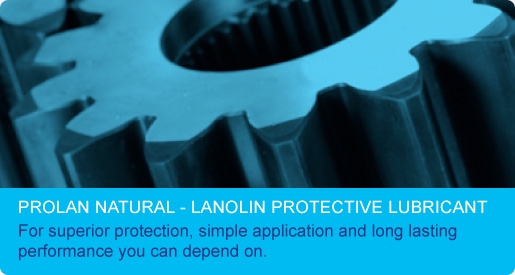 PROLAN NATURAL - LANOLIN PROTECTIVE LUBRICANT
For superior protection, simple application and long lasting
performance you can depend on.